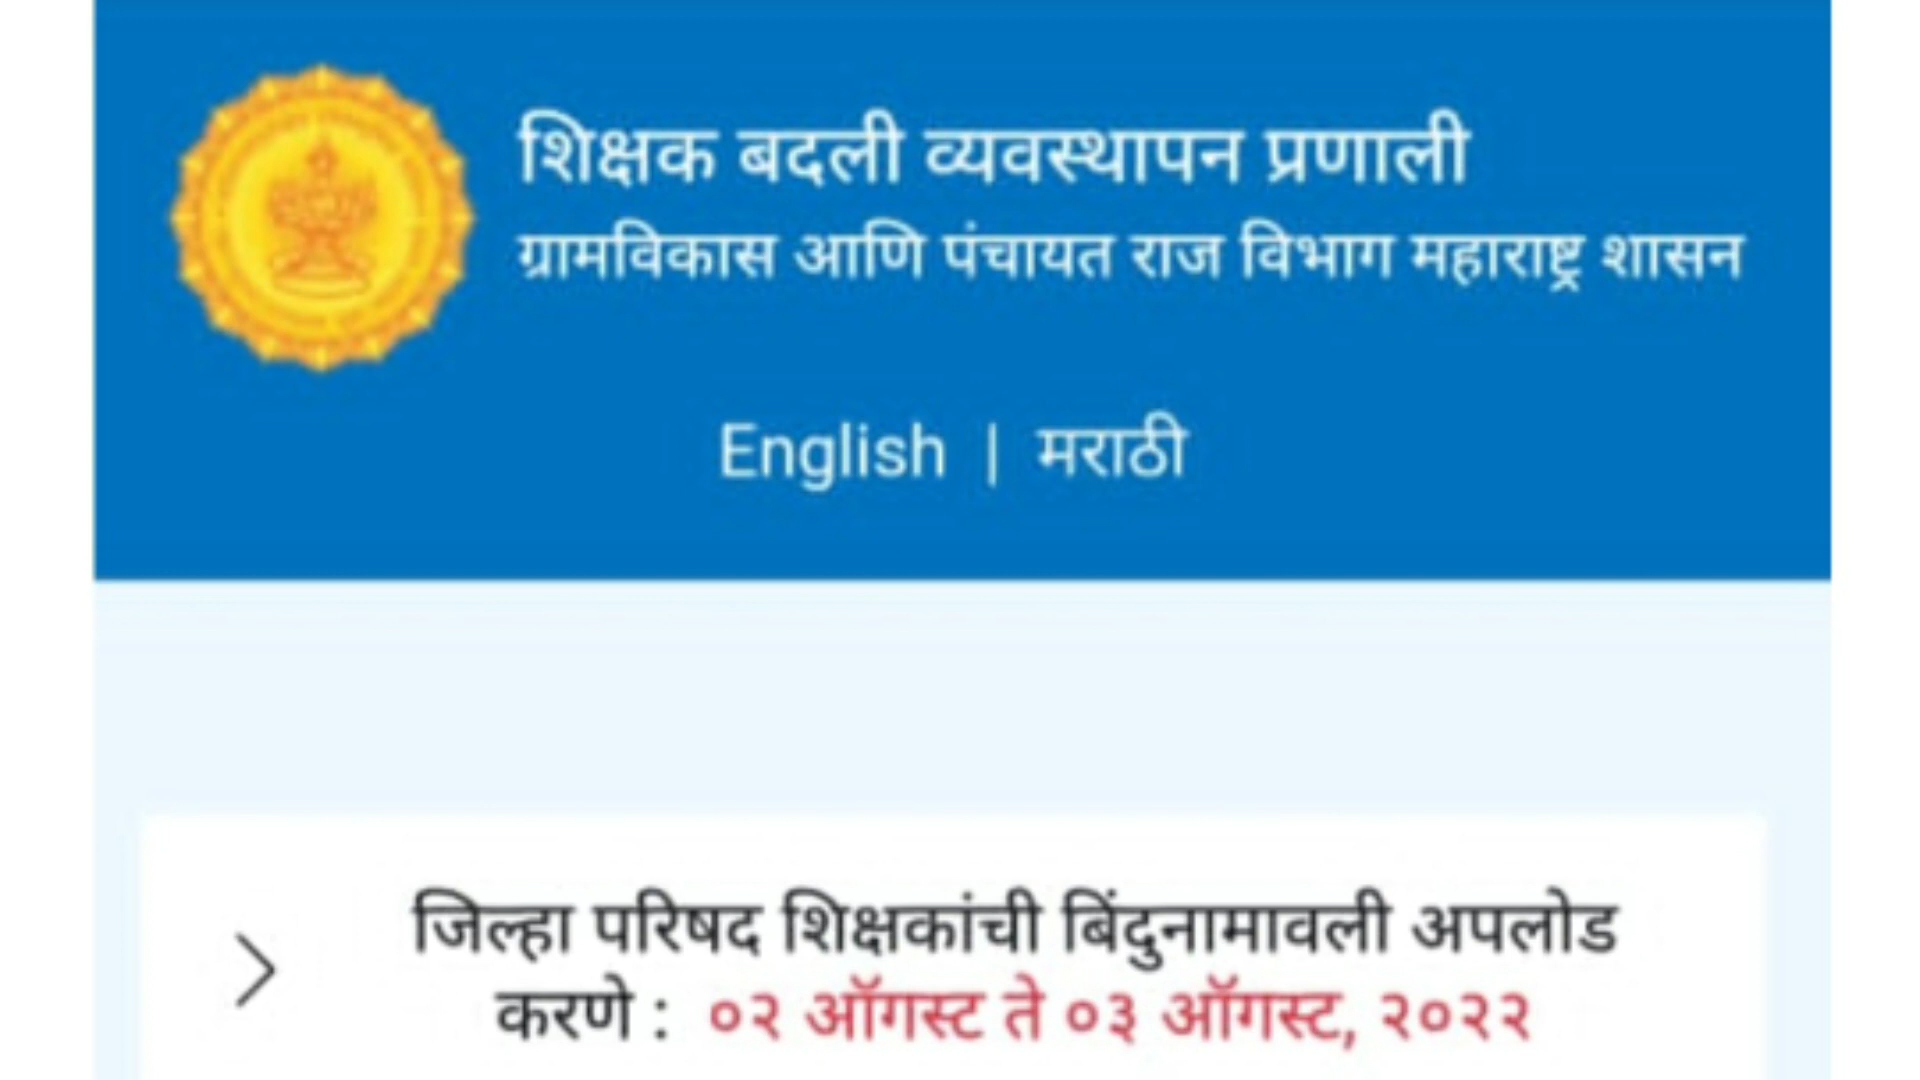 शिक्षक बदली व्यवस्थापन प्रणाली
ग्रामविकास आणि पंचायत राज विभाग महाराष्ट्र शासन
English | मराठी
जिल्हा परिषद शिक्षकांची बिंदुनामावली अपलोड
करणे : ०२ ऑगस्ट ते ०३ ऑगस्ट, २०२२